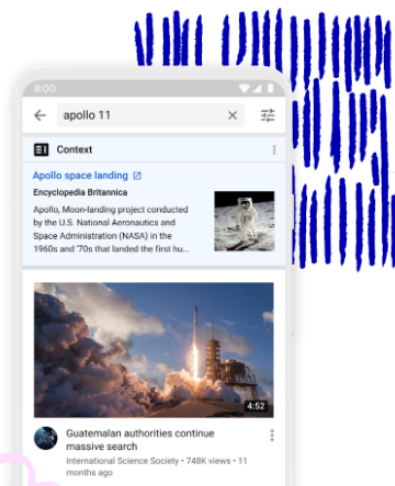 8:00
apollo 11
Context
Apollo space landing
Encyclopedia Britannica
Apollo, Moon-landing project conducted
by the U.S. National Aeronautics and
Space Administration (NASA) in the
1960s and '70s that landed the first hu...
4:52
Guatemalan authorities continue
massive search
International Science Society • 748K views • 11
months ago